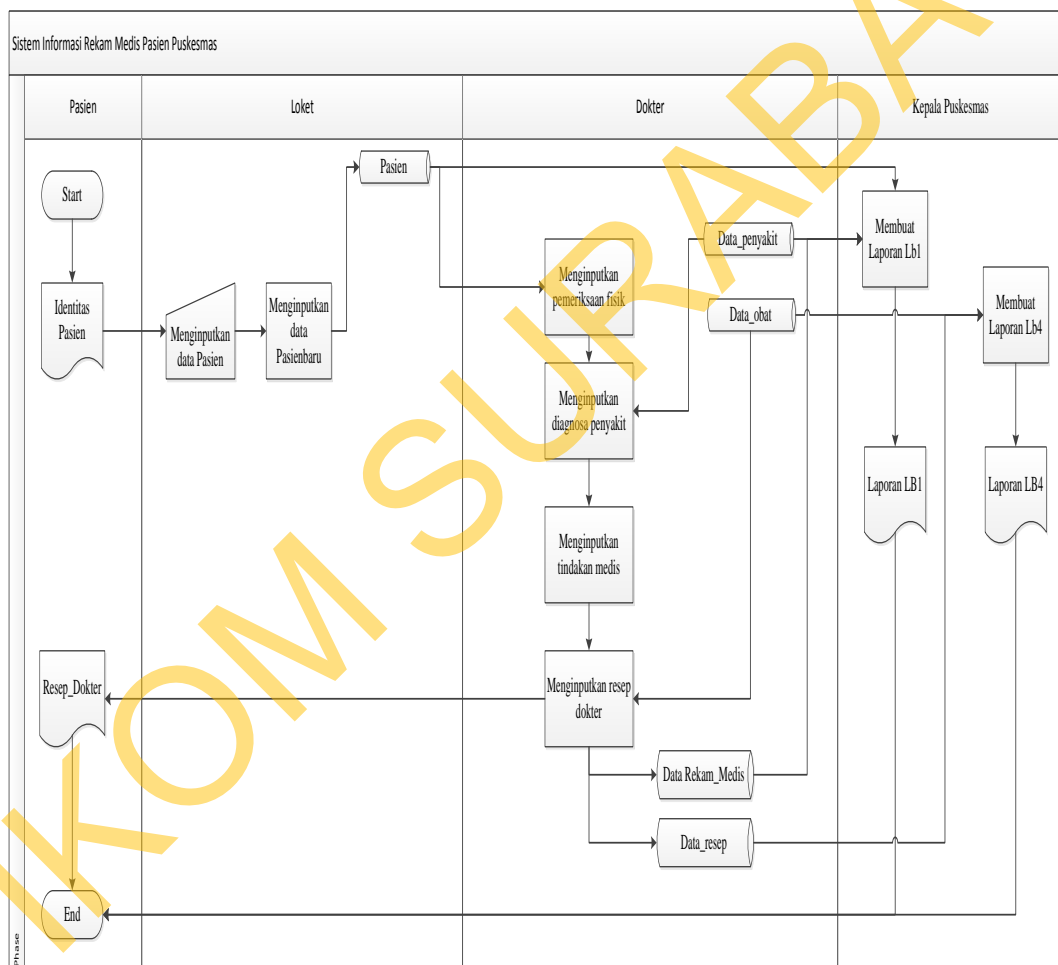 Sistem Informasi Rekam Medis Pasien Puskesmas
Pasien
Loket
Dokter
Kepala Puskesmas
Start
Pasien
Membuat
Laporan Lb1
Data_penyakit
Menginputkan
pemeriksaan fisik
Data_obat
Membuat
Laporan Lb4
Identitas
Pasien
Menginputkan
data Pasien
Menginputkan
data
Pasienbaru
Menginputkan
diagnosa penyakit
Laporan LB1
Laporan LB4
Menginputkan
tindakan medis
Resep_Dokter
Menginputkan resep
dokter
Data Rekam_Medis
Data_resep
End
Phase
IKOM SURABA